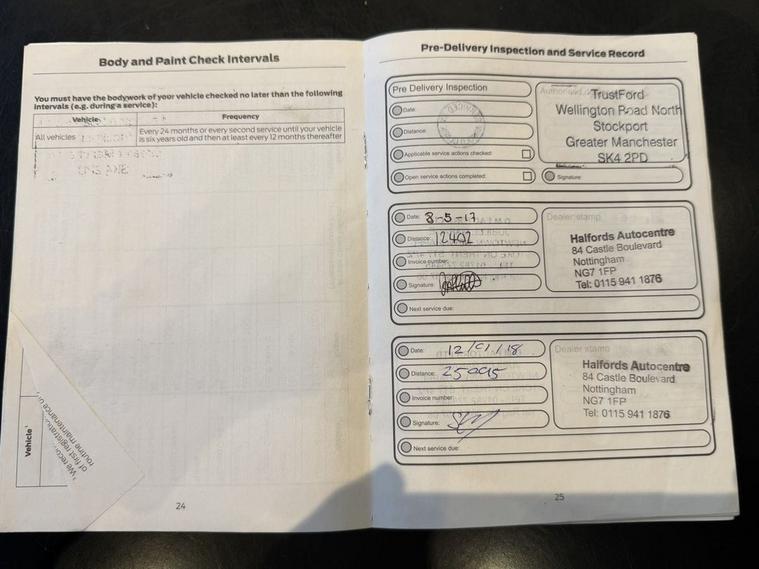 Body and Paint Check Intervals
You must have the bodywork of your vehicle checked no later than the following
intervals (e.g. during a service):
Vehicle Frequency
All vehicles Every 24 months or every second service until your vehicle
is six years old and then at least every 12 months thereafter
Vehicle
24
Pre-Delivery Inspection and Service Record
Pre Delivery Inspection
Date:
Distance:
Applicable service actions checked:
Open service actions completed:
TrustFord
Wellington Road North
Stockport
Greater Manchester
SK4 2PD
Signature:
Date: 8-5-17
Distance: 12402
Invoice number:
Signature:
Next service due:
Dealer stamp
Halfords Autocentre
84 Castle Boulevard
Nottingham
NG7 1FP
Tel: 0115 941 1876
Date: 12/01/18
Distance: 25095
Invoice number:
Signature:
Next service due:
Dealer stamp
Halfords Autocentre
84 Castle Boulevard
Nottingham
NG7 1FP
Tel: 0115 941 1876
25